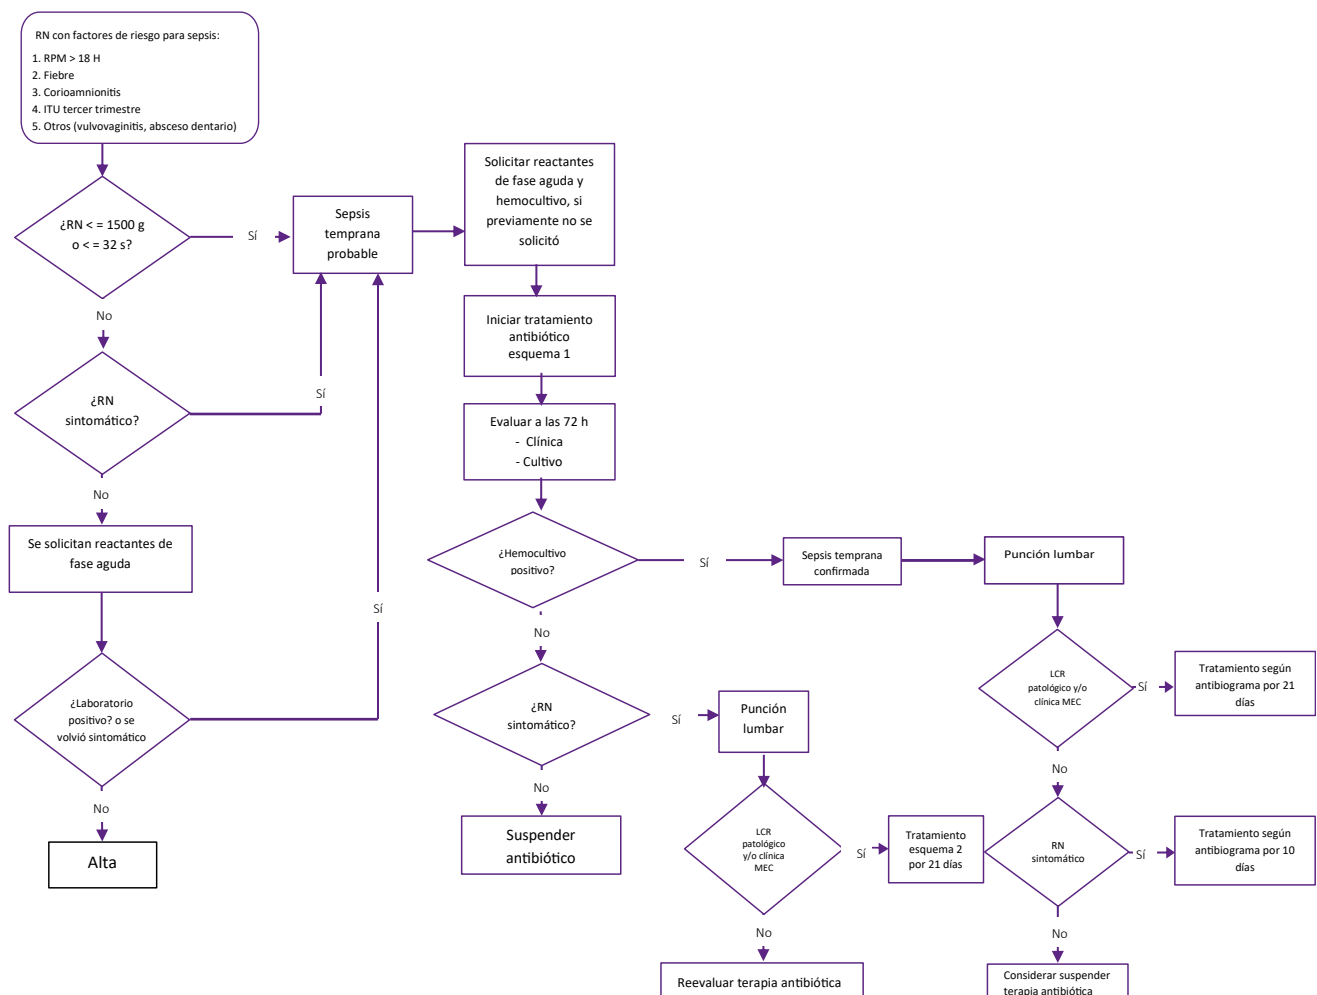 RN con factores de riesgo para sepsis:
1. RPM > 18 H
2. Fiebre
3. Corioamnionitis
4. ITU tercer trimestre
5. Otros (vulvovaginitis, absceso dentario)
¿RN < = 1500 g
o < = 32 s?
Sí
No
¿RN
sintomático?
Sí
No
Se solicitan reactantes de
fase aguda
¿Laboratorio
positivo? o se
volvió sintomático
Sí
No
Alta
Sepsis
temprana
probable
Solicitar reactantes
de fase aguda y
hemocultivo, si
previamente no se
solicitó
Iniciar tratamiento
antibiótico
esquema 1
Evaluar a las 72 h
- Clínica
- Cultivo
¿Hemocultivo
positivo?
Sí
No
¿RN
sintomático?
Sí
No
Suspender
antibiótico
Punción
lumbar
LCR
patológico
y/o clínica
MEC
Sí
No
Tratamiento
esquema 2
por 21 días
Reevaluar terapia antibiótica
Sepsis temprana
confirmada
Punción lumbar
LCR
patológico y/o
clínica MEC
Sí
No
Tratamiento según
antibiograma por 21
días
RN
sintomático
Sí
No
Tratamiento según
antibiograma por 10
días
Considerar suspender
terapia antibiótica